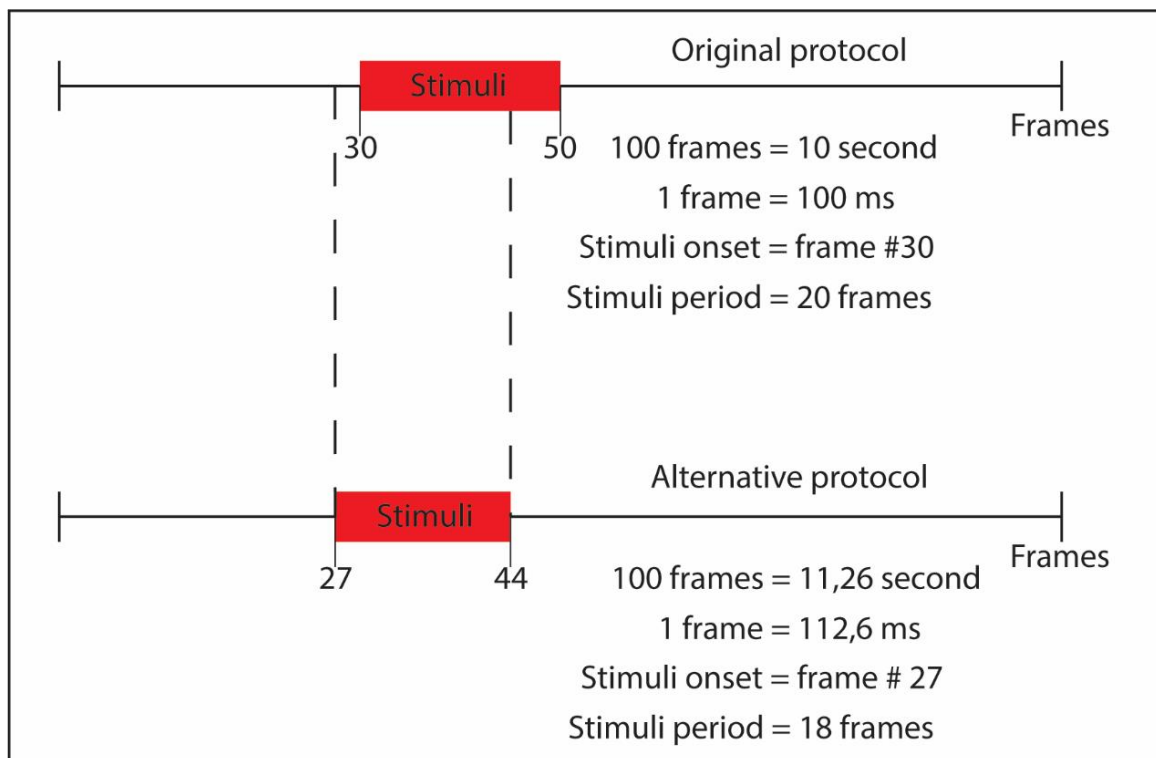 Original protocol
Stimuli
Frames
30
50
100 frames = 10 second
1 frame = 100 ms
Stimuli onset = frame #30
Stimuli period = 20 frames
Alternative protocol
Stimuli
Frames
27
44
100 frames = 11,26 second
1 frame = 112,6 ms
Stimuli onset = frame # 27
Stimuli period = 18 frames